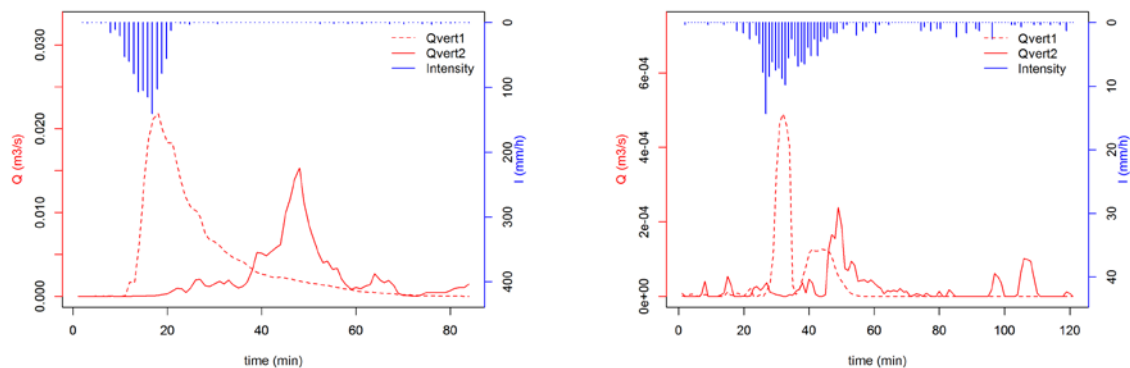 0.000 0.010 0.020 0.030
Q (m3/s)
Qvert1
Qvert2
Intensity
0 100 200 300 400
I (mm/h)
0 20 40 60 80
time (min)
0e+00 2e-04 4e-04 6e-04
Q (m3/s)
Qvert1
Qvert2
Intensity
0 10 20 30 40
I (mm/h)
0 20 40 60 80 100 120
time (min)